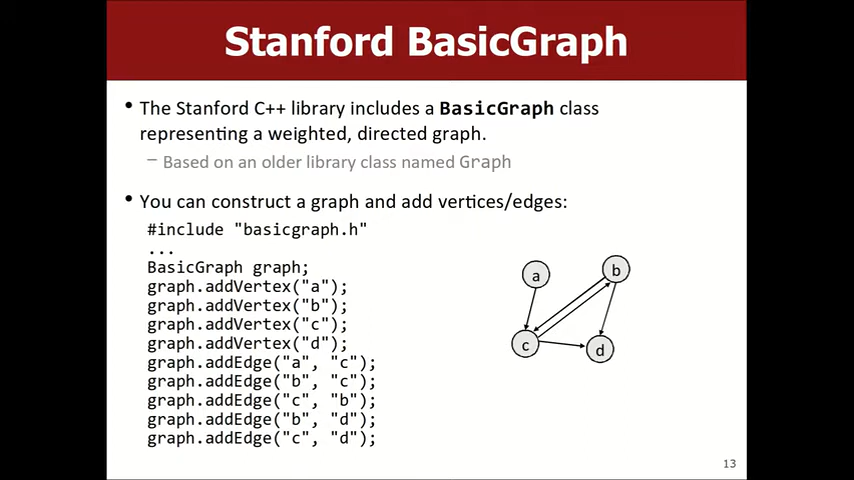 Stanford BasicGraph
• The Stanford C++ library includes a BasicGraph class
representing a weighted, directed graph.
– Based on an older library class named Graph
• You can construct a graph and add vertices/edges:
#include "basicgraph.h"
...
BasicGraph graph;
graph.addVertex("a");
graph.addVertex("b");
graph.addVertex("c");
graph.addVertex("d");
graph.addEdge("a", "c");
graph.addEdge("b", "c");
graph.addEdge("c", "b");
graph.addEdge("b", "d");
graph.addEdge("c", "d");
a
b
c
d
13